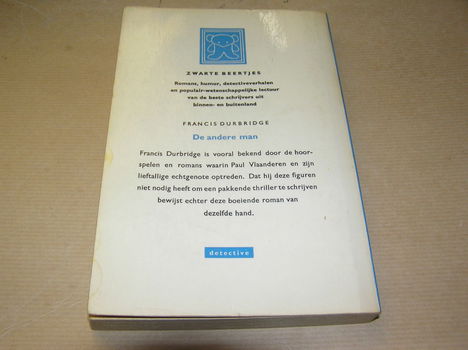 ZWARTE BEERTJES
Romans, humor, detectiveverhalen
en populair-wetenschappelijke lectuur
van de beste schrijvers uit
binnen- en buitenland
FRANCIS DURBRIDGE
De andere man
Francis Durbridge is vooral bekend door de hoor-
spelen en romans waarin Paul Vlaanderen en zijn
lieftallige echtgenote optreden. Dat hij deze figuren
niet nodig heeft om een pakkende thriller te schrijven
bewijst echter deze boeiende roman van
dezelfde hand.
detective